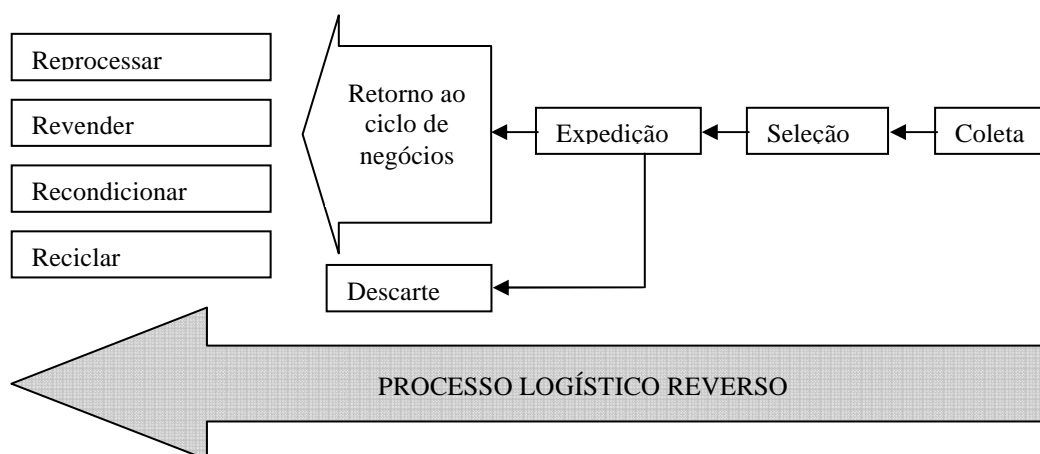 Reprocessar
Revender
Recondicionar
Reciclar
Retorno ao
ciclo de
negócios
Expedição
Seleção
Coleta
Descarte
PROCESSO LOGÍSTICO REVERSO